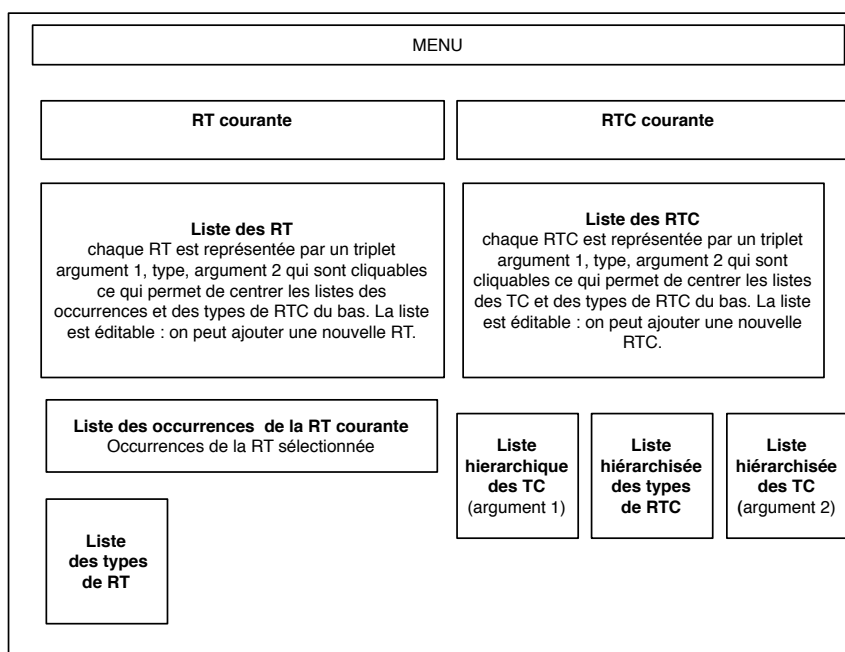 MENU
RT courante
RTC courante
Liste des RT
chaque RT est représentée par un triplet
argument 1, type, argument 2 qui sont cliquables
ce qui permet de centrer les listes des
occurrences et des types de RTC du bas. La liste
est éditable : on peut ajouter une nouvelle RT.
Liste des RTC
chaque RTC est représentée par un triplet
argument 1, type, argument 2 qui sont
cliquables ce qui permet de centrer les listes
des TC et des types de RTC du bas. La liste
est éditable : on peut ajouter une nouvelle
RTC.
Liste des occurrences de la RT courante
Occurrences de la RT sélectionnée
Liste
hierarchique
des TC
(argument 1)
Liste
hiérarchisée
des types
de RTC
Liste
hiérarchisée
des TC
(argument 2)
Liste
des types
de RT